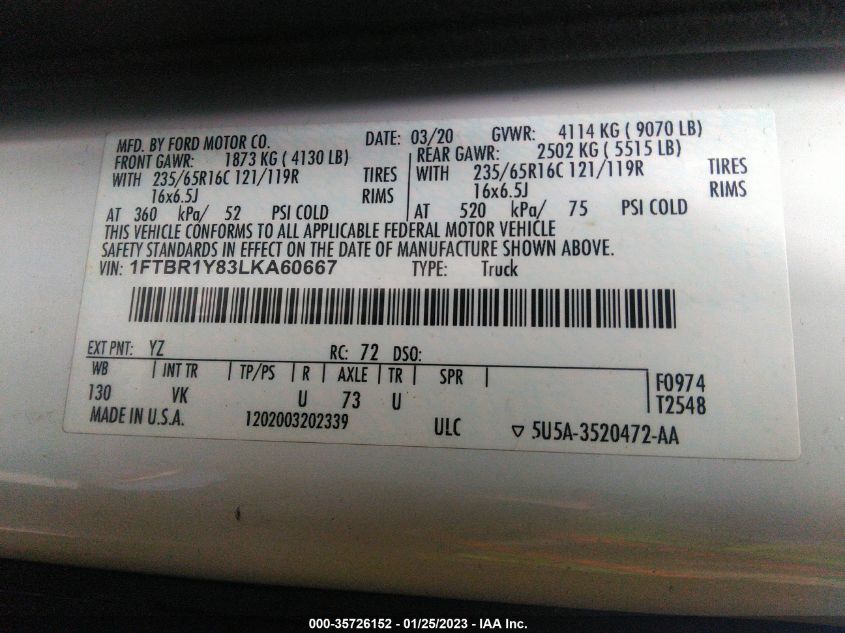 MFD. BY FORD MOTOR CO. DATE: 03/20 GVWR: 4114 KG ( 9070 LB)
FRONT GAWR: 1873 KG ( 4130 LB) REAR GAWR: 2502 KG ( 5515 LB)
WITH 235/65R16C 121/119R TIRES WITH 235/65R16C 121/119R TIRES
16x6.5J RIMS 16x6.5J RIMS
AT 360 kPa/ 52 PSI COLD AT 520 kPa/ 75 PSI COLD
THIS VEHICLE CONFORMS TO ALL APPLICABLE FEDERAL MOTOR VEHICLE
SAFETY STANDARDS IN EFFECT ON THE DATE OF MANUFACTURE SHOWN ABOVE.
VIN: 1FTBR1Y83LKA60667 TYPE: Truck
EXT PNT: YZ RC: 72 DSO:
WB INT TR TP/PS R AXLE TR SPR F0974
130 VK U 73 U T2548
MADE IN U.S.A. 1202003202339 ULC ▽ 5U5A-3520472-AA
000-35726152 - 01/25/2023 - IAA Inc.